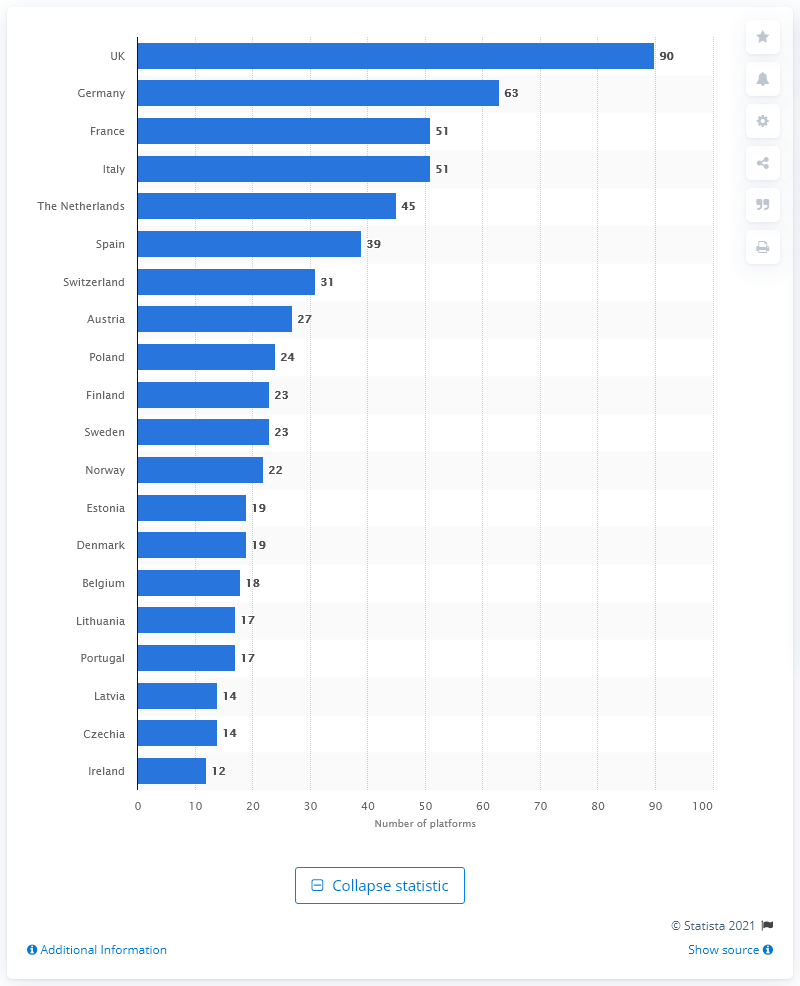 UK 90
Germany 63
France 51
Italy 51
The Netherlands 45
Spain 39
Switzerland 31
Austria 27
Poland 24
Finland 23
Sweden 23
Norway 22
Estonia 19
Denmark 19
Belgium 18
Lithuania 17
Portugal 17
Latvia 14
Czechia 14
Ireland 12
0 10 20 30 40 50 60 70 80 90 100
Number of platforms
Collapse statistic
© Statista 2021
Additional Information Show source